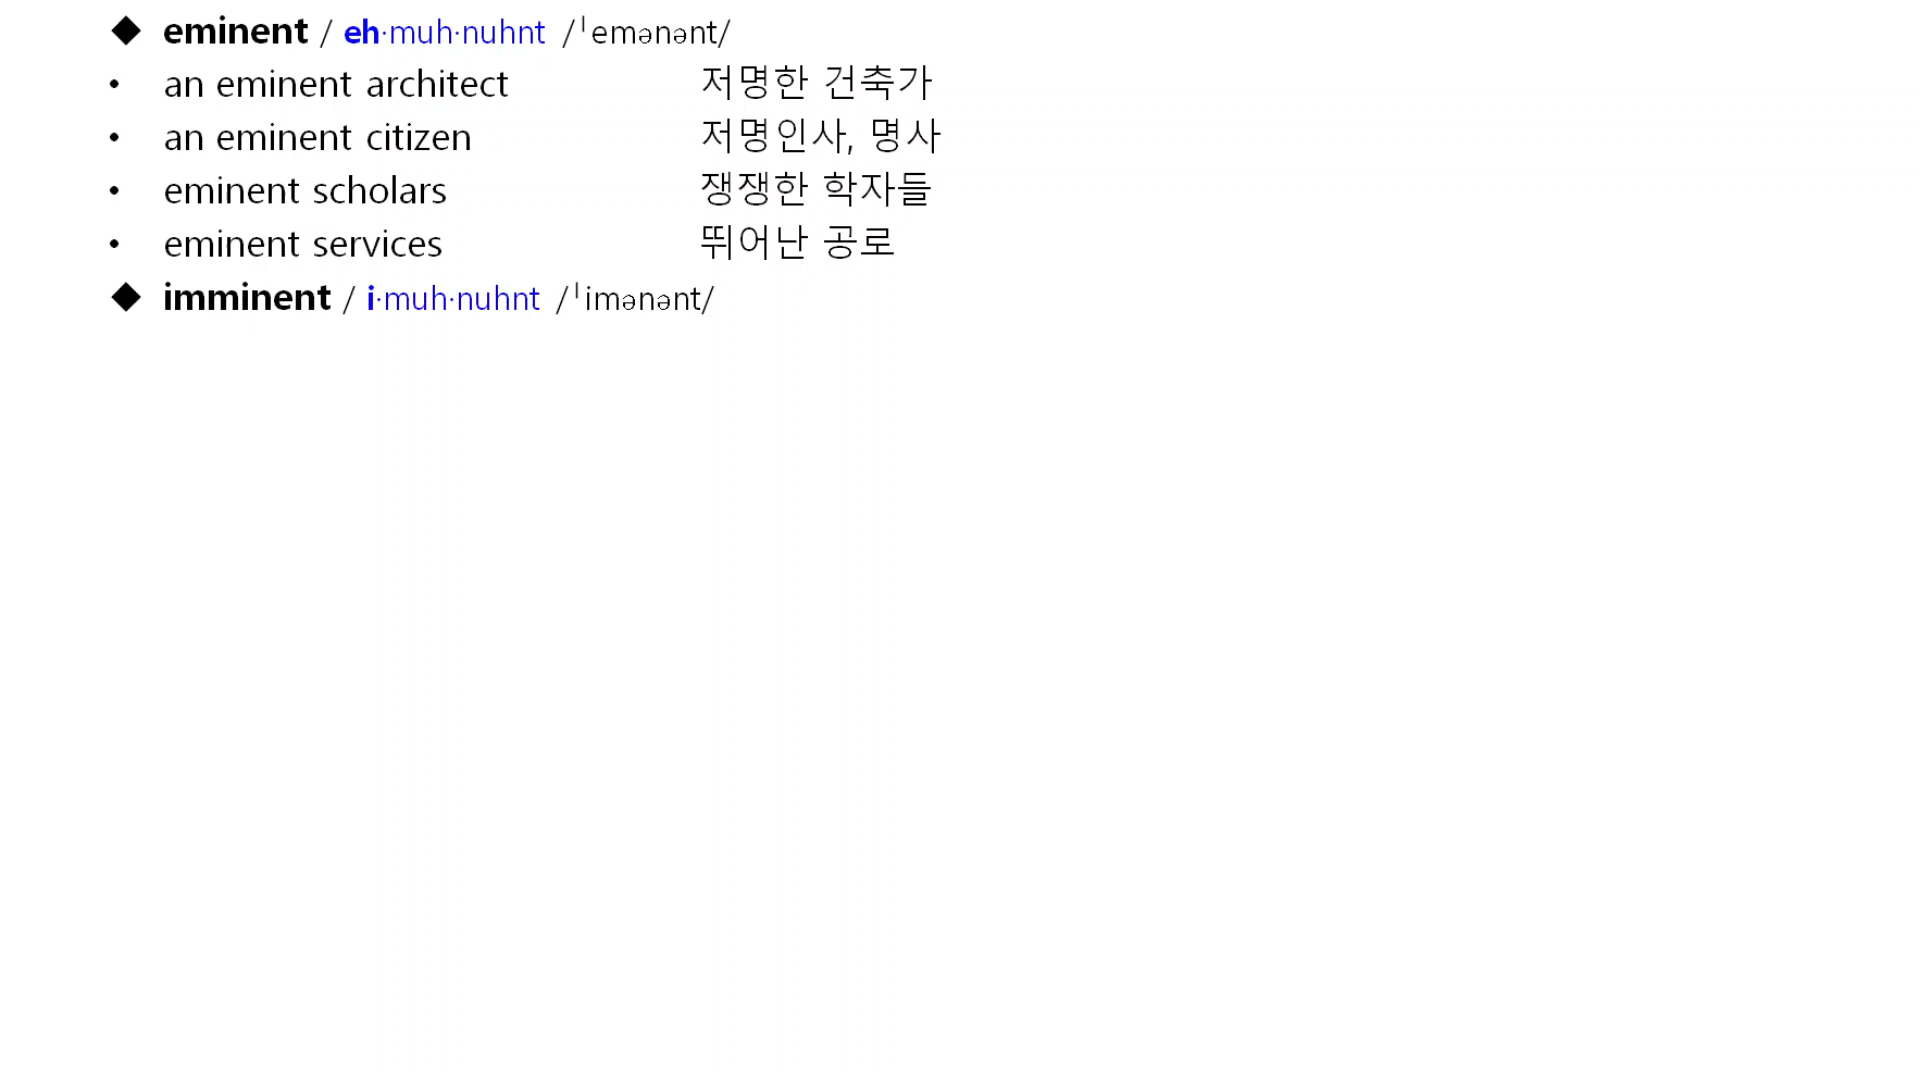 ◆ eminent / eh·muh·nuhnt /ˈemənənt/
• an eminent architect 저명한 건축가
• an eminent citizen 저명인사, 명사
• eminent scholars 쟁쟁한 학자들
• eminent services 뛰어난 공로
◆ imminent / i·muh·nuhnt /ˈimənənt/